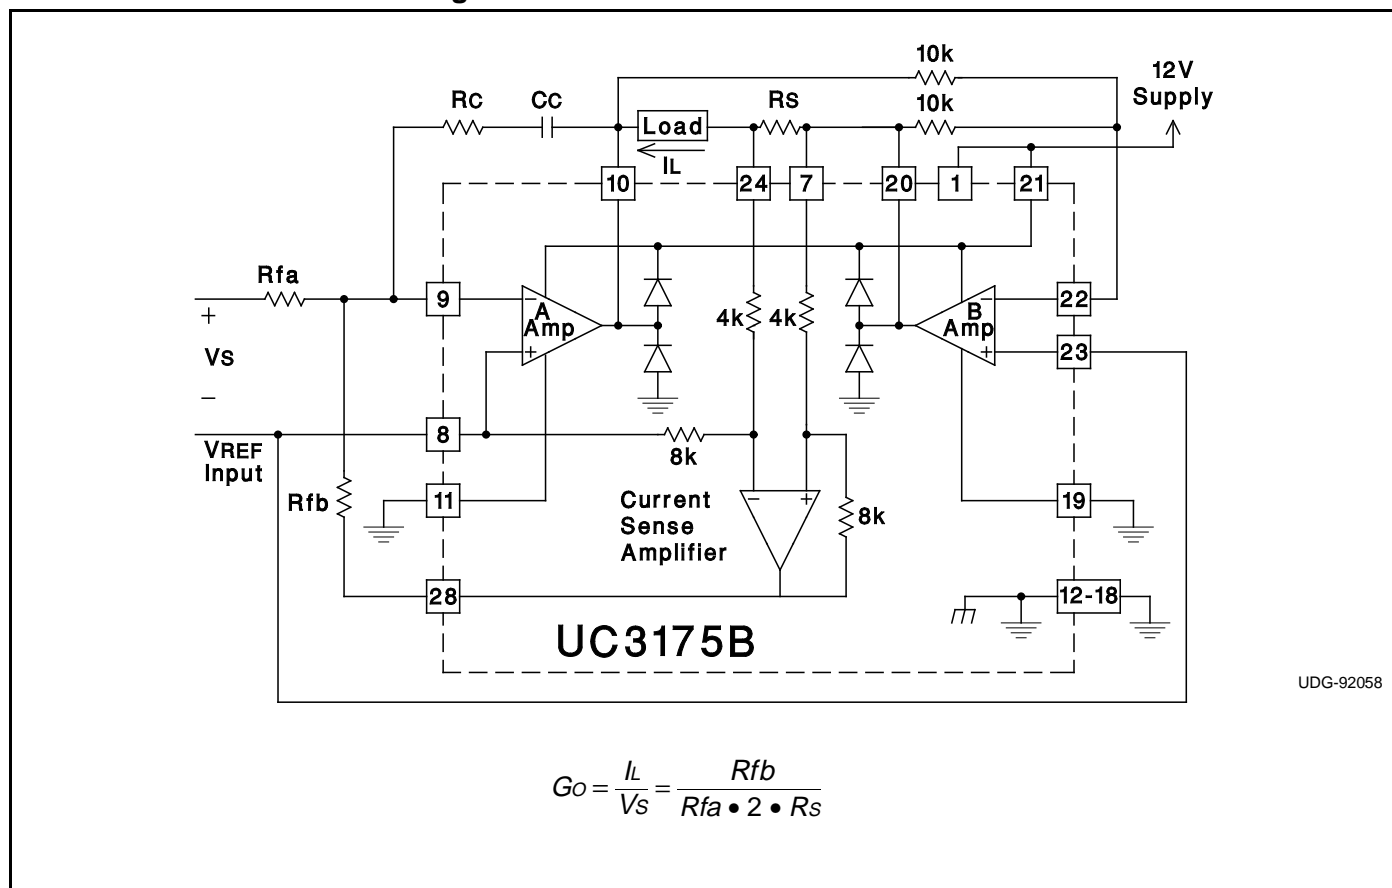 10k
12V
Supply
RC
CC
RS
10k
Load
IL
10
24
7
20
1
21
Rfa
9
A
Amp
4k
4k
B
Amp
22
23
+
VS
−
−
+
−
+
8
8k
VREF
Input
Rfb
11
Current
Sense
Amplifier
−
+
8k
19
28
12-18
UC3175B
UDG-92058
GO = IL / VS = Rfb / Rfa • 2 • RS